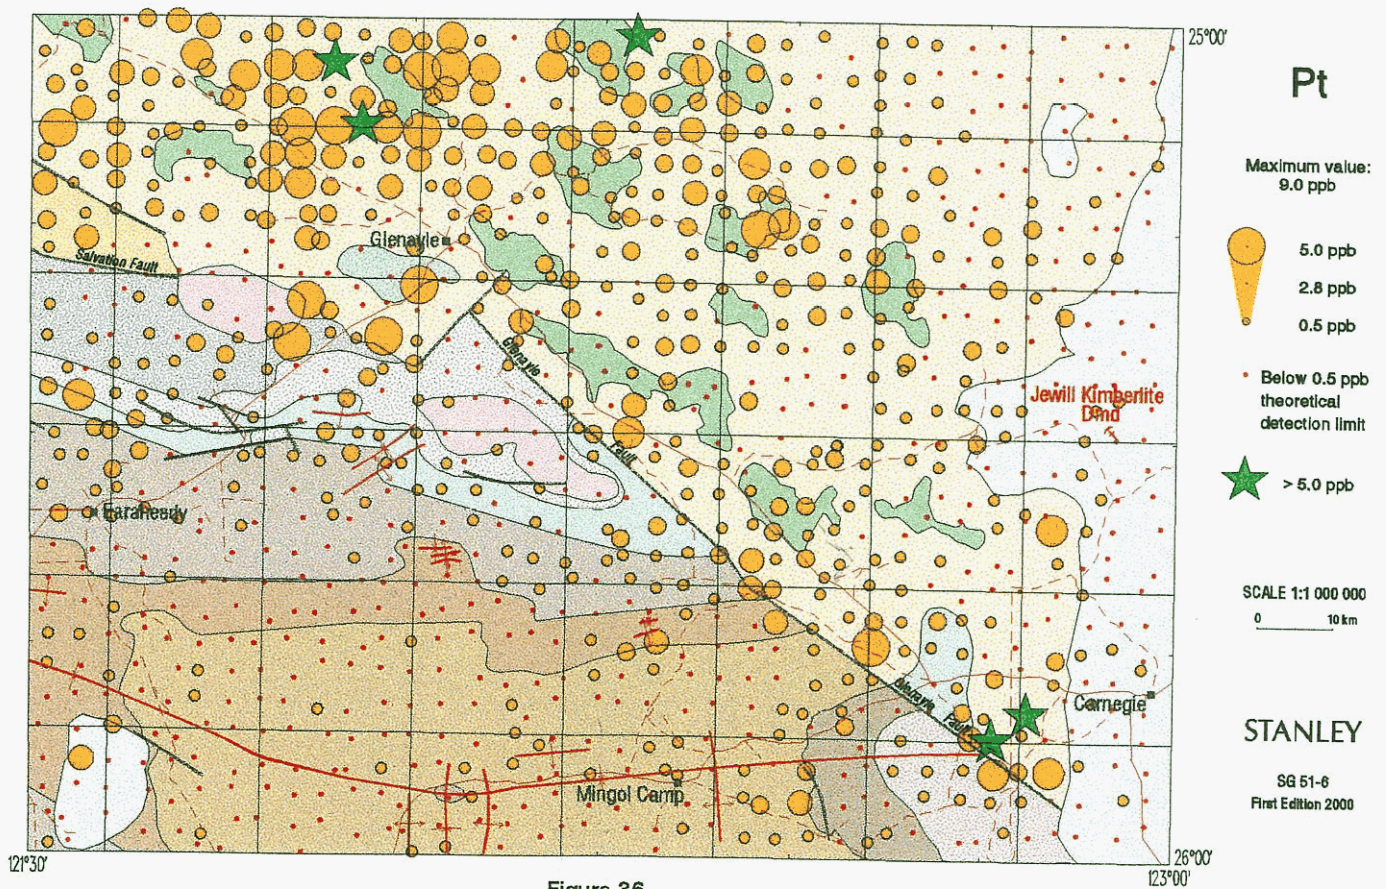 25°00'
Pt
Maximum value:
9.0 ppb
5.0 ppb
2.8 ppb
0.5 ppb
Below 0.5 ppb
theoretical
detection limit
> 5.0 ppb
SCALE 1:1 000 000
0 10 km
STANLEY
SG 51-6
First Edition 2000
Glenayle
Salvation Fault
Glenayle
Fault
Jewill Kimberlite
Dmd
Earaheedy
Glenayle Fault
Carnegie
Mingol Camp
121°30'
26°00'
123°00'
Figure 36